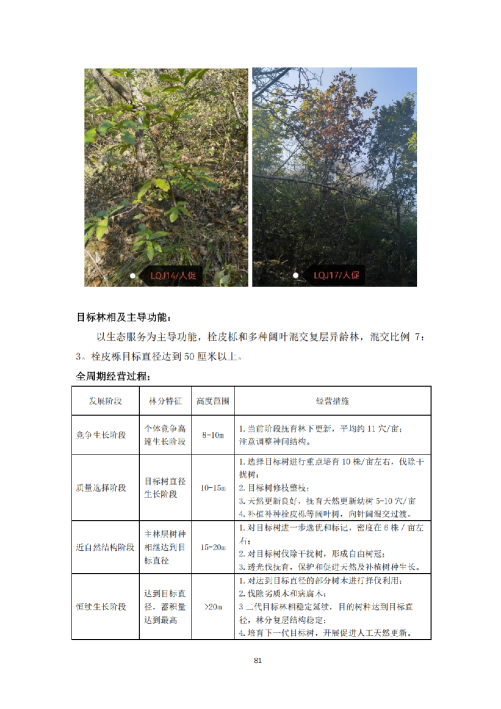 LQJ14/人促
LQJ17/人促
目标林相及主导功能：
以生态服务为主导功能，栓皮栎和多种阔叶混交复层异龄林，混交比例 7:
3。栓皮栎目标直径达到 50 厘米以上。
全周期经营过程：
发展阶段 林分特征 高度范围 经营措施
竞争生长阶段
个体竞争高
速生长阶段
8-10m
1.当前阶段抚育林下更新，平均约 11 穴/亩；
注意调整种间结构。
质量选择阶段
目标树直径
生长阶段
10-15m
1.选择目标树进行重点培育 10 株/亩左右，伐除干
扰树；
2.目标树修枝整枝；
3.天然更新良好，抚育天然更新幼树 5-10 穴/亩
4.补植补种栓皮栎等阔叶树，向针阔混交过渡。
近自然结构阶段
主林层树种
相继达到目
标直径
15-20m
1.对目标树进一步选优和标记，密度在 6 株／亩左
右；
2.对目标树伐除干扰树，形成自由树冠；
3.透光伐抚育，保护和促进天然及补植树种生长。
恒续生长阶段
达到目标直
径，蓄积量
达到最高
>20m
1.对达到目标直径的部分树木进行择伐利用；
2.伐除劣质木和病腐木；
3 二代目标林相稳定延续，目的树种达到目标直
径，林分复层结构稳定；
4.培育下一代目标树，开展促进人工天然更新。
81